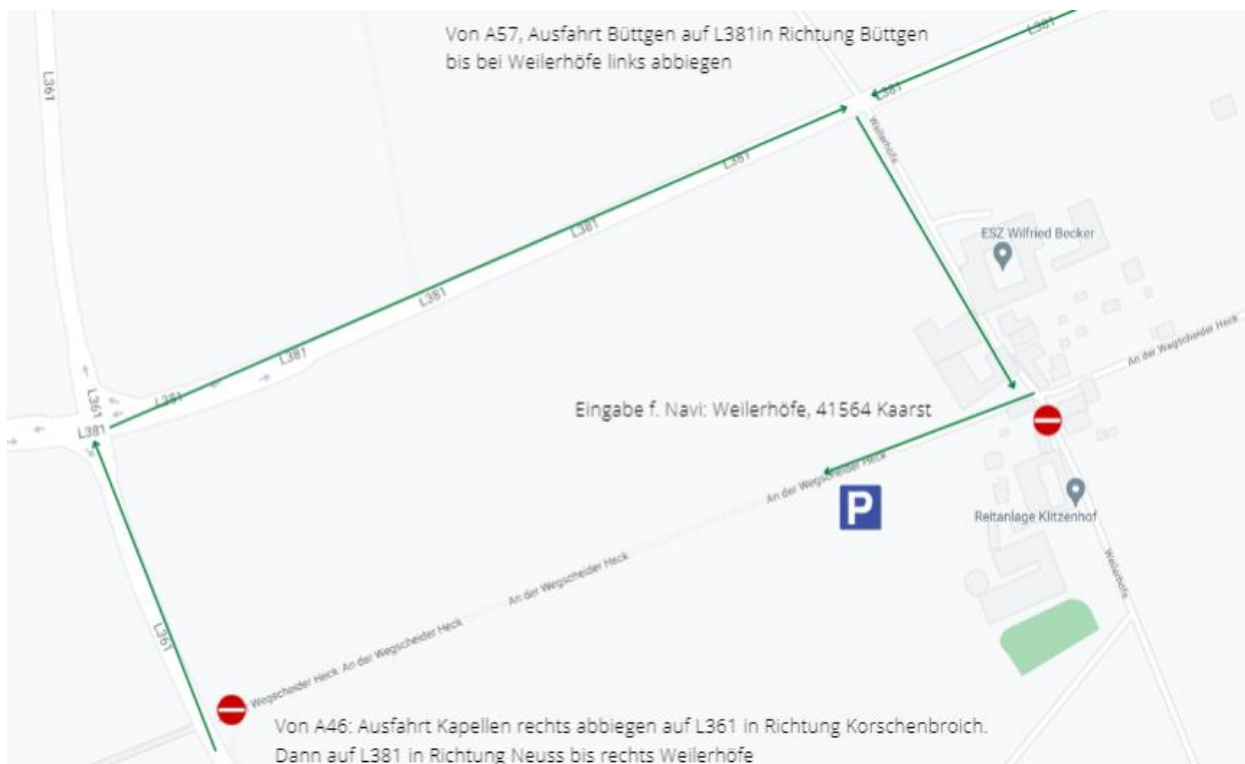 Von A57, Ausfahrt Büttgen auf L381in Richtung Büttgen
bis bei Weilerhöfe links abbiegen
L381
L361
L381
Weilerhöfe
L381
L381
ESZ Wilfried Becker
L381
An der Wegscheider Heck
L381
L361
L381
L381
Eingabe f. Navi: Weilerhöfe, 41564 Kaarst
An der Wegscheider Heck
P
Reitanlage Klitzenhof
An der Wegscheider Heck
Weilerhöfe
L361
An der Wegscheider Heck
Wegscheider Heck
Von A46: Ausfahrt Kapellen rechts abbiegen auf L361 in Richtung Korschenbroich.
Dann auf L381 in Richtung Neuss bis rechts Weilerhöfe